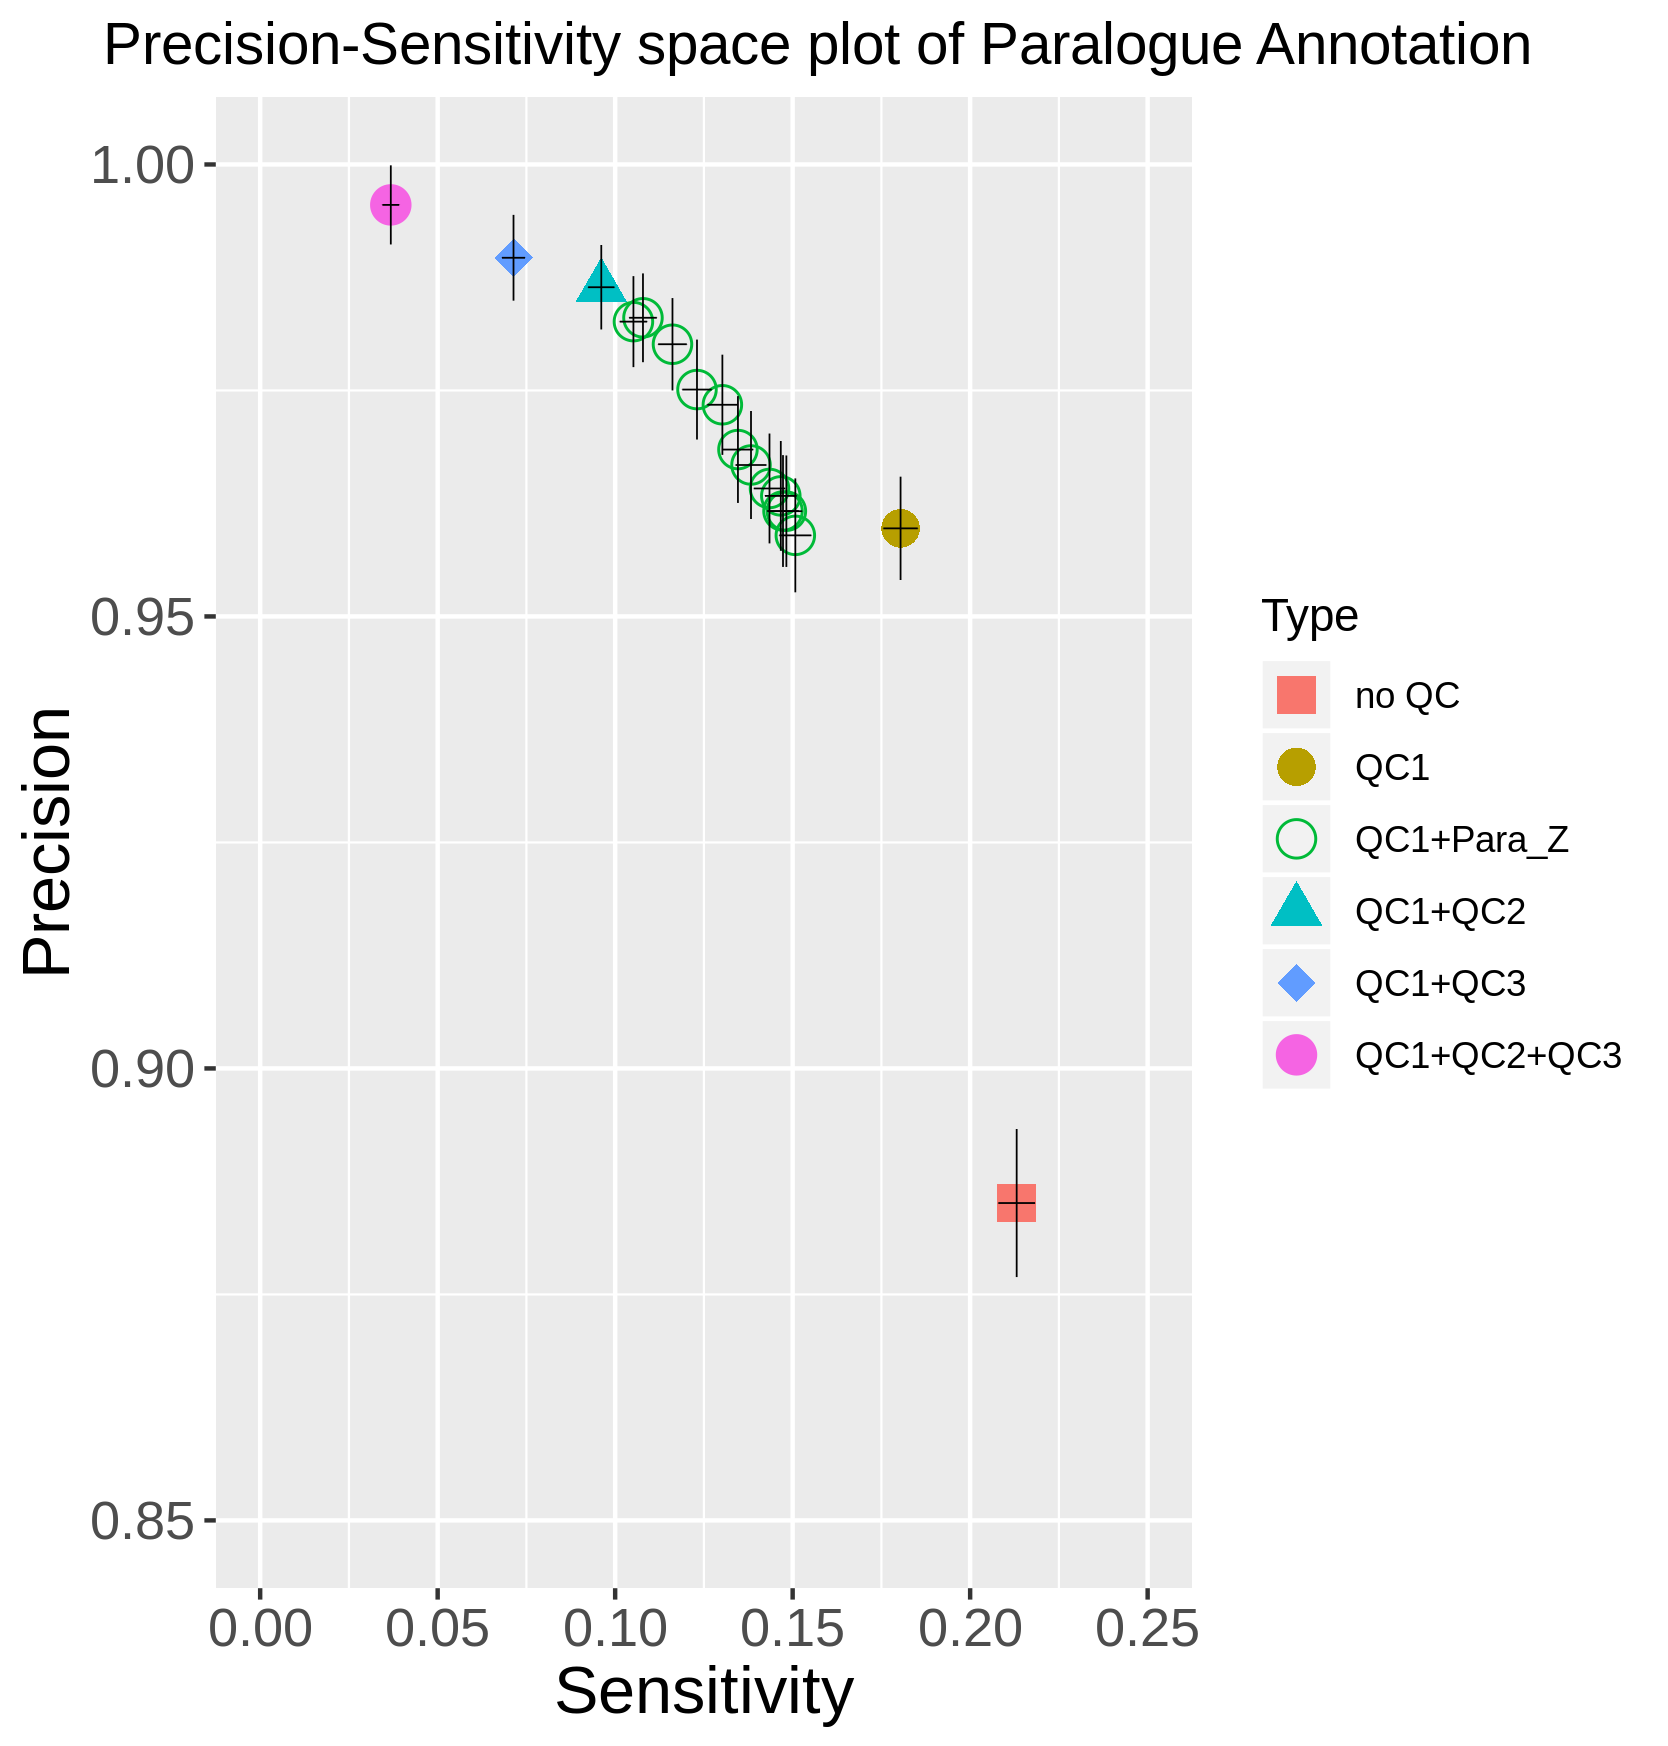 Precision-Sensitivity space plot of Paralogue Annotation
1.00
0.95
0.90
0.85
Precision
0.00
0.05
0.10
0.15
0.20
0.25
Sensitivity
Type
no QC
QC1
QC1+Para_Z
QC1+QC2
QC1+QC3
QC1+QC2+QC3